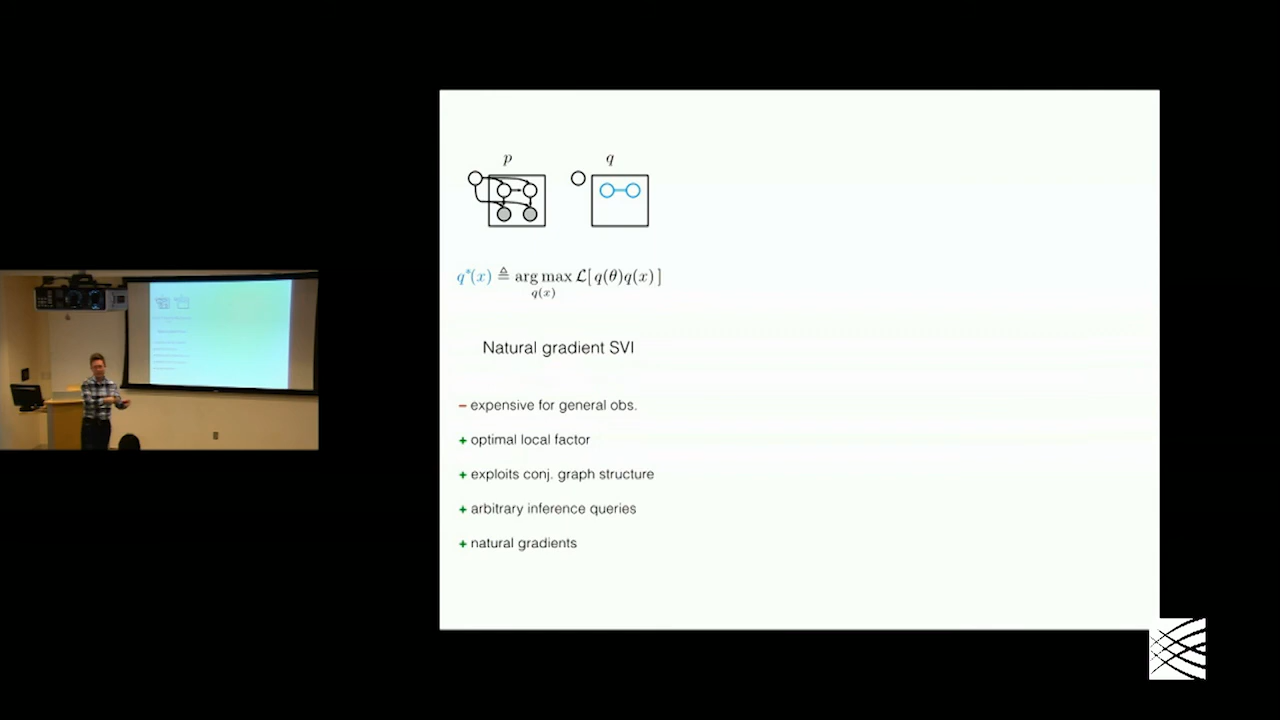 p q
q*(x) ≜ arg max L[ q(θ)q(x) ]
q(x)
Natural gradient SVI
– expensive for general obs.
+ optimal local factor
+ exploits conj. graph structure
+ arbitrary inference queries
+ natural gradients